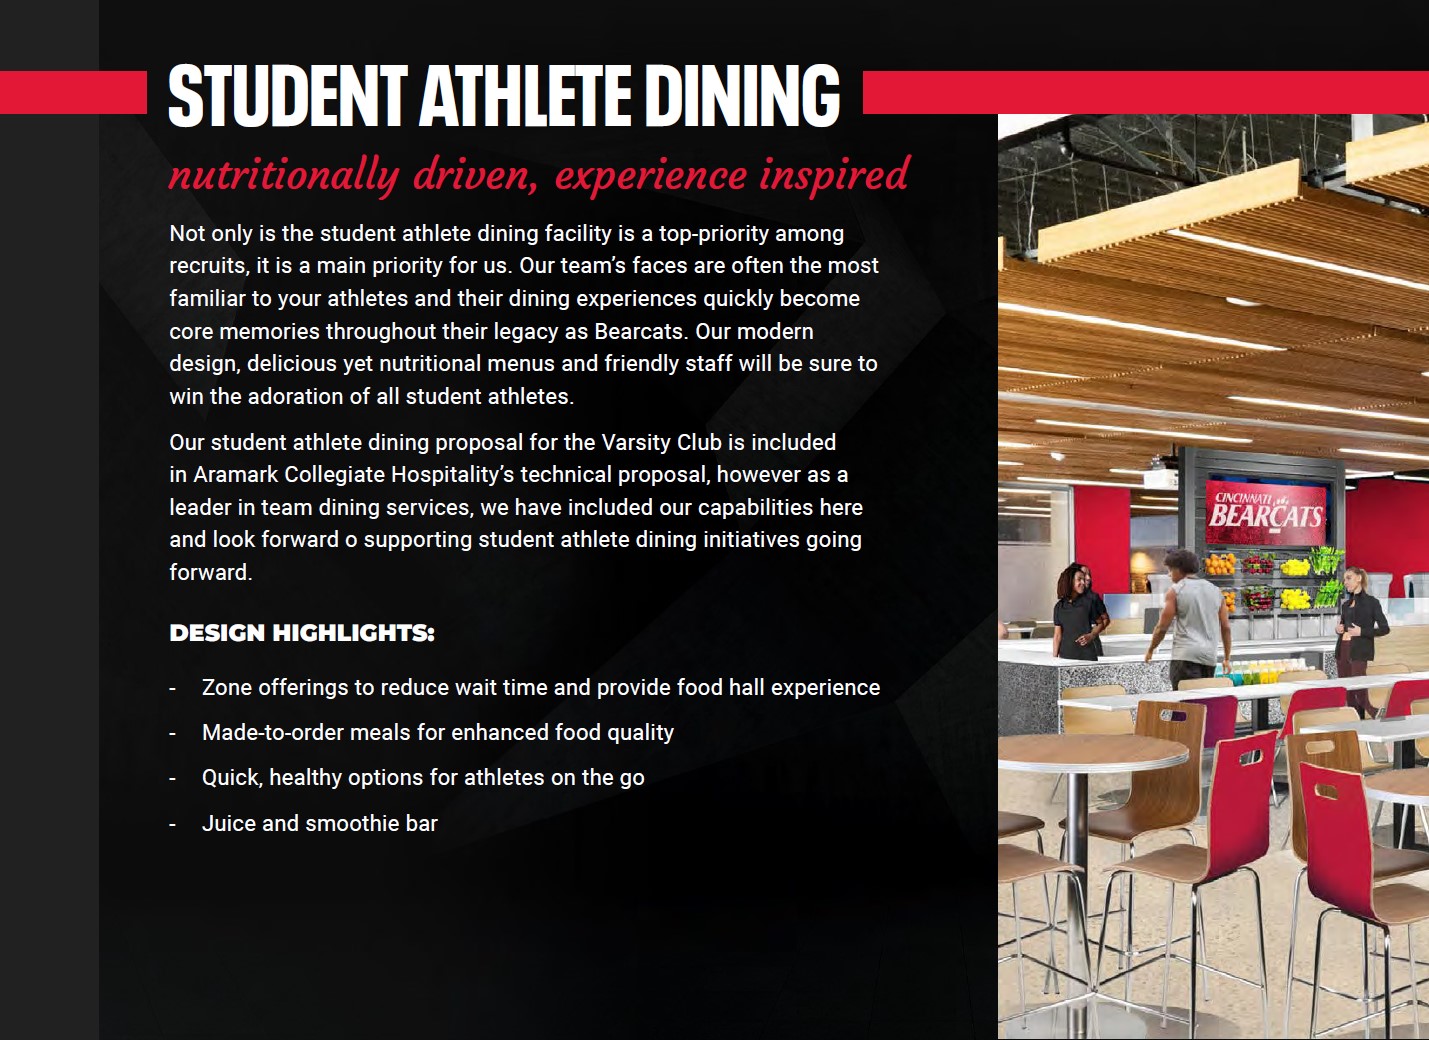 STUDENT ATHLETE DINING
nutritionally driven, experience inspired
Not only is the student athlete dining facility is a top-priority among
recruits, it is a main priority for us. Our team’s faces are often the most
familiar to your athletes and their dining experiences quickly become
core memories throughout their legacy as Bearcats. Our modern
design, delicious yet nutritional menus and friendly staff will be sure to
win the adoration of all student athletes.
Our student athlete dining proposal for the Varsity Club is included
in Aramark Collegiate Hospitality’s technical proposal, however as a
leader in team dining services, we have included our capabilities here
and look forward o supporting student athlete dining initiatives going
forward.
DESIGN HIGHLIGHTS:
- Zone offerings to reduce wait time and provide food hall experience
- Made-to-order meals for enhanced food quality
- Quick, healthy options for athletes on the go
- Juice and smoothie bar
CINCINNATI
BEARCATS